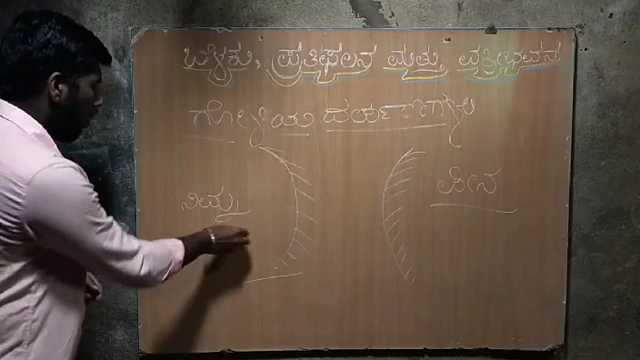 ಬೆಳಕು, ಪ್ರತಿಫಲನ ಮತ್ತು ವಕ್ರೀಭವನ
ಗೋಳಿಯ ದರ್ಪಣಗಳು
ನಿಮ್ನ
ಪೀನ